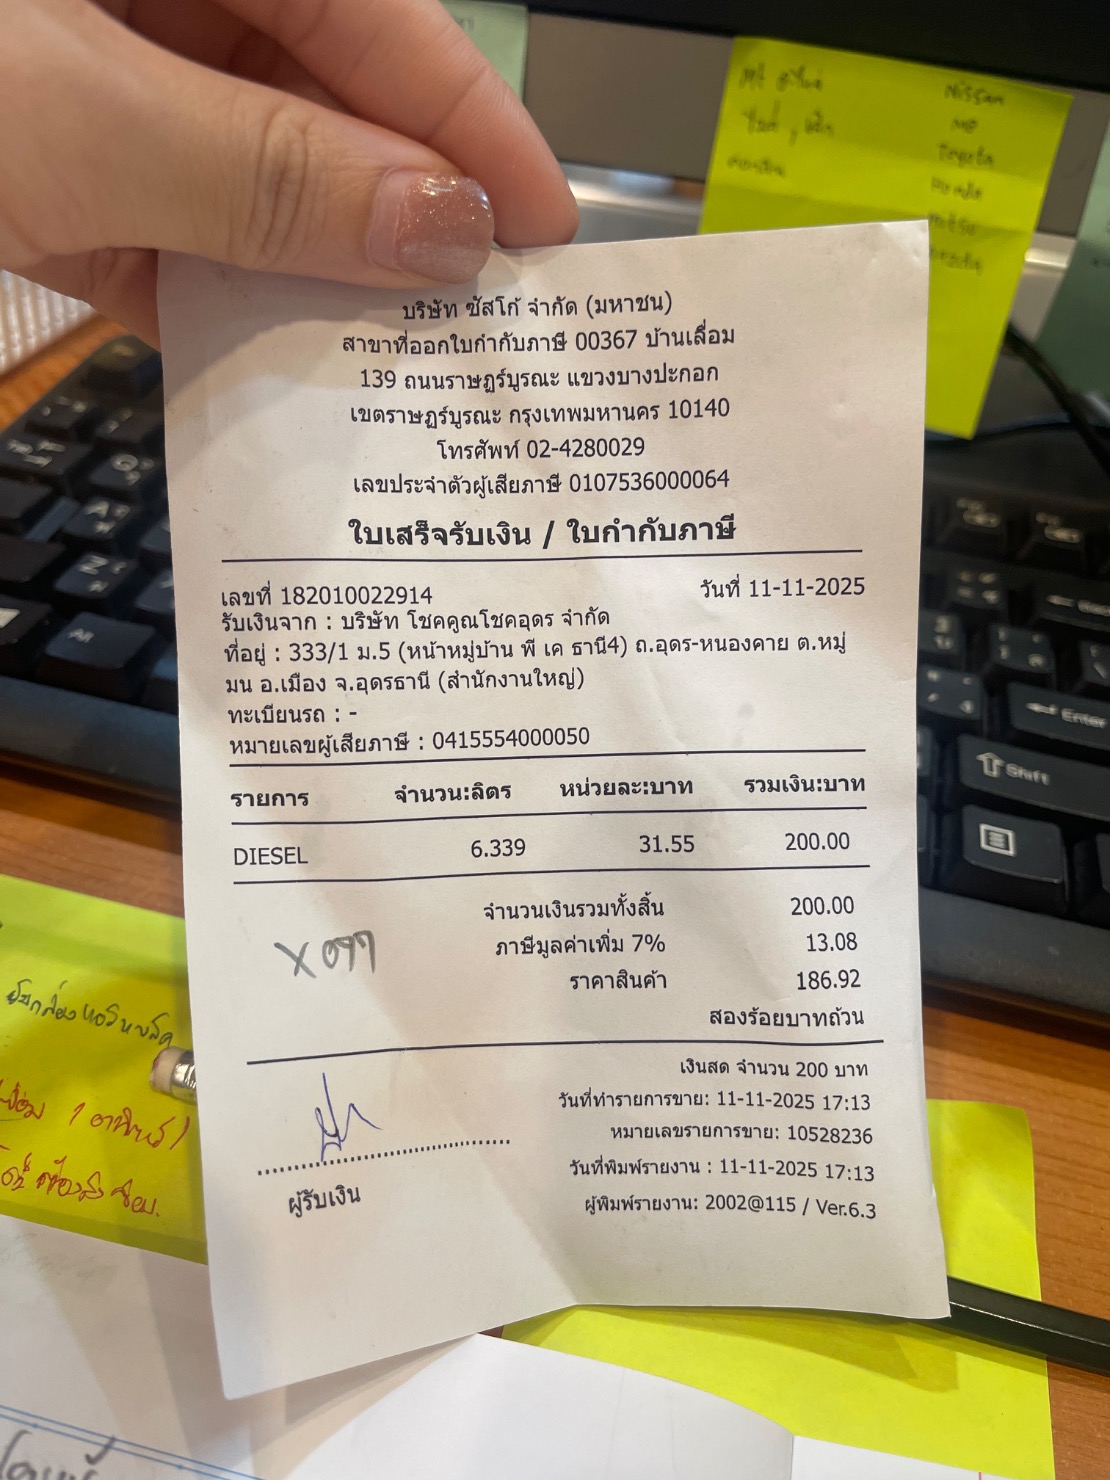 Nissan
บริษัท ซัสโก้ จำกัด (มหาชน)
สาขาที่ออกใบกำกับภาษี 00367 บ้านเลื่อม
139 ถนนราษฎร์บูรณะ แขวงบางปะกอก
เขตราษฎร์บูรณะ กรุงเทพมหานคร 10140
โทรศัพท์ 02-4280029
เลขประจำตัวผู้เสียภาษี 0107536000064
ใบเสร็จรับเงิน / ใบกำกับภาษี
เลขที่ 182010022914 วันที่ 11-11-2025
รับเงินจาก : บริษัท โชคคูณโชคอุดร จำกัด
ที่อยู่ : 333/1 ม.5 (หน้าหมู่บ้าน พี เค ธานี4) ถ.อุดร-หนองคาย ต.หมู่
มน อ.เมือง จ.อุดรธานี (สำนักงานใหญ่)
ทะเบียนรถ : -
หมายเลขผู้เสียภาษี : 0415554000050
รายการ จำนวน:ลิตร หน่วยละ:บาท รวมเงิน:บาท
DIESEL 6.339 31.55 200.00
จำนวนเงินรวมทั้งสิ้น 200.00
ภาษีมูลค่าเพิ่ม 7% 13.08
ราคาสินค้า 186.92
สองร้อยบาทถ้วน
เงินสด จำนวน 200 บาท
วันที่ทำรายการขาย: 11-11-2025 17:13
หมายเลขรายการขาย: 10528236
วันที่พิมพ์รายงาน : 11-11-2025 17:13
ผู้พิมพ์รายงาน: 2002@115 / Ver.6.3
ผู้รับเงิน
Alt
Enter
Shift